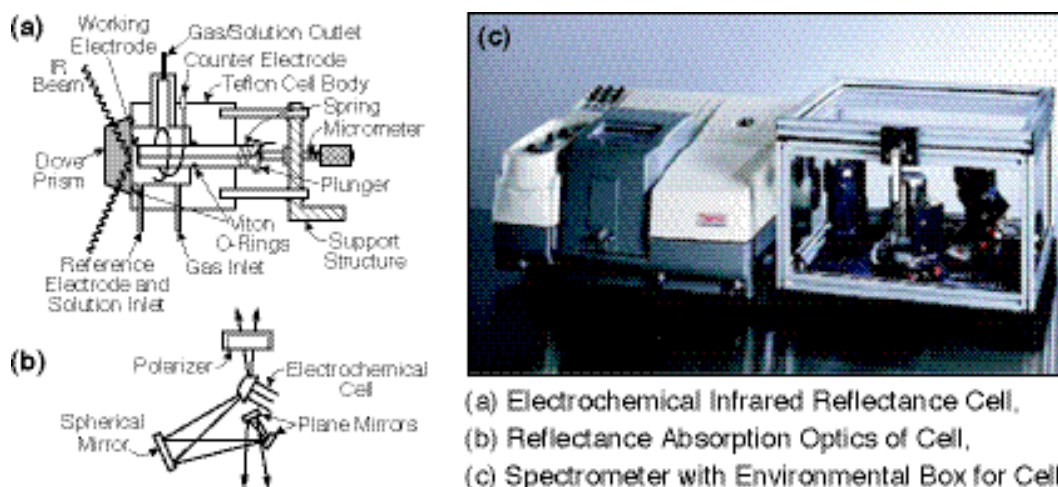 (a)
Working
Electrode
Gas/Solution Outlet
Counter Electrode
Teflon Cell Body
Spring
Micrometer
IR
Beam
Dove
Prism
Plunger
Viton
O-Rings
Support
Structure
Gas Inlet
Reference
Electrode and
Solution Inlet
(b)
Polarizer
Electrochemical
Cell
Spherical
Mirror
Plane Mirrors
(c)
(a) Electrochemical Infrared Reflectance Cell,
(b) Reflectance Absorption Optics of Cell,
(c) Spectrometer with Environmental Box for Cell